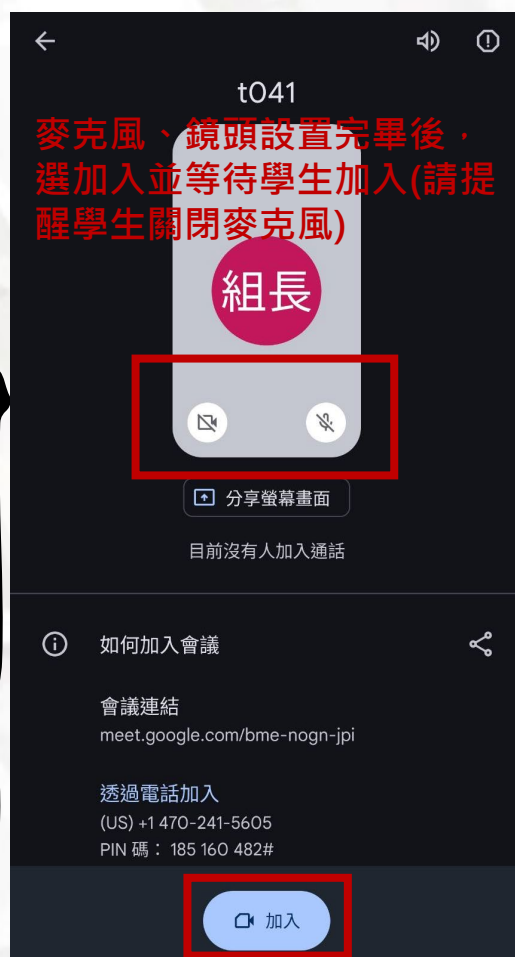 t041
麥克風、鏡頭設置完畢後，
選加入並等待學生加入(請提
醒學生關閉麥克風)
組長
分享螢幕畫面
目前沒有人加入通話
如何加入會議
會議連結
meet.google.com/bme-nogn-jpi
透過電話加入
(US) +1 470-241-5605
PIN 碼： 185 160 482#
加入